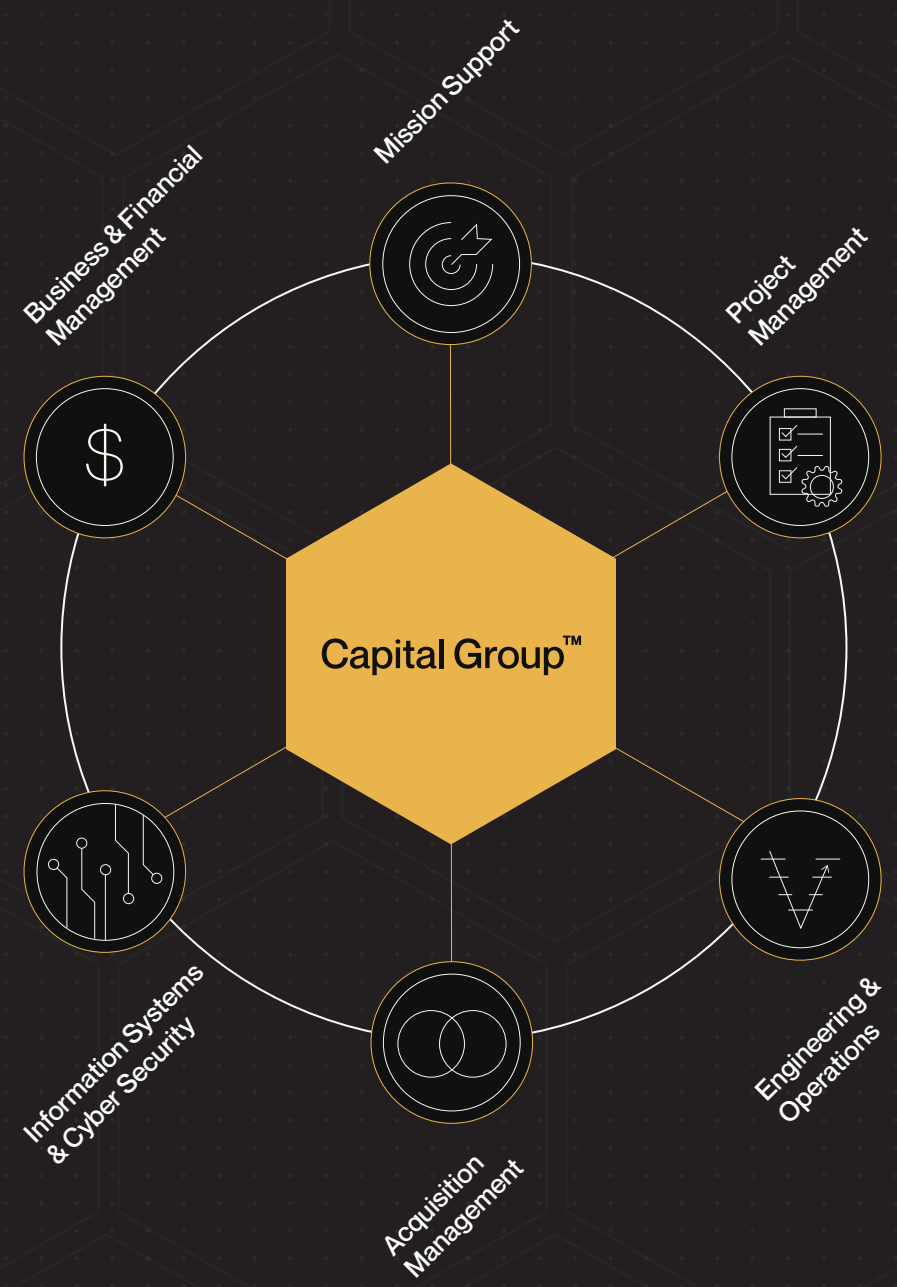 Mission Support
Business & Financial
Management
Project
Management
$
Capital Group™
Information Systems
& Cyber Security
Engineering &
Operations
Acquisition
Management